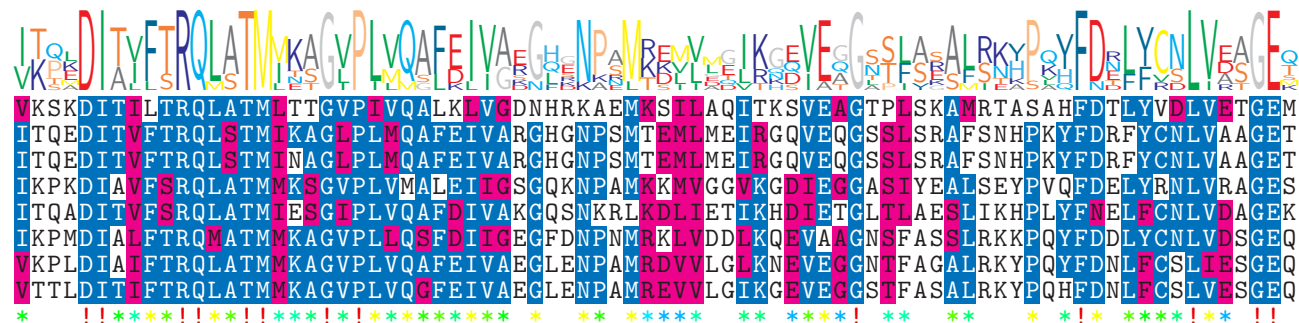 VKSKDITILTRQLATMLTTGVPIVQALKLVGDNHRKAEMKSILAQITKSVEAGTPLSKAMRTASAHFDTLYVDLVETGEM
ITQEDITVFTRQLSTMIKAGLPLMQAFEIVARGHGNPSMTEMLMEIRGQVEQGSSLSRAFSNHPKYFDRFYCNLVAAGET
ITQEDITVFTRQLSTMINAGLPLMQAFEIVARGHGNPSMTEMLMEIRGQVEQGSSLSRAFSNHPKYFDRFYCNLVAAGET
IKPKDIAVFSRQLATMMKSGVPLVMALEIIGSGQKNPAMKKMVGGVKGDIEGGASIYEALSEYPVQFDELYRNLVRAGES
ITQADITVFSRQLATMIESGIPLVQAFDIVAKGQSNKRLKDLIETIKHDIETGLTLAESLIKHPLYFNELFCNLVDAGEK
IKPMDIALFTRQMATMMKAGVPLLQSFDIIGEGFDNPNMRKLVDDLKQEVAAGNSFASSLRKKPQYFDDLYCNLVDSGEQ
VKPLDIAIFTRQLATMMKAGVPLVQAFEIVAEGLENPAMRDVVLGLKNEVEGGNTFAGALRKYPQYFDNLFCSLIESGEQ
VTTLDITIFTRQLATMMKAGVPLVQGFEIVAEGLENPAMREVVLGIKGEVEGGSTFASALRKYPQHFDNLFCSLVESGEQ